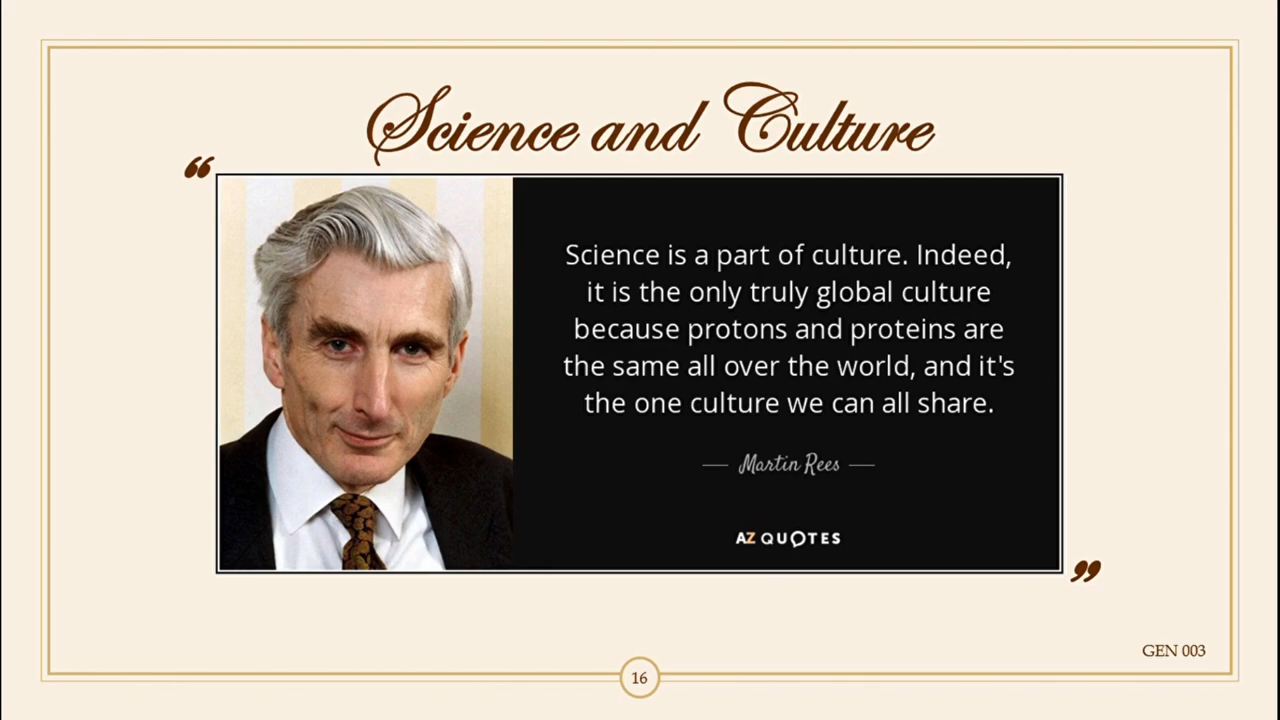 Science and Culture
“
Science is a part of culture. Indeed,
it is the only truly global culture
because protons and proteins are
the same all over the world, and it's
the one culture we can all share.
— Martin Rees —
AZ QUOTES
”
GEN 003
16